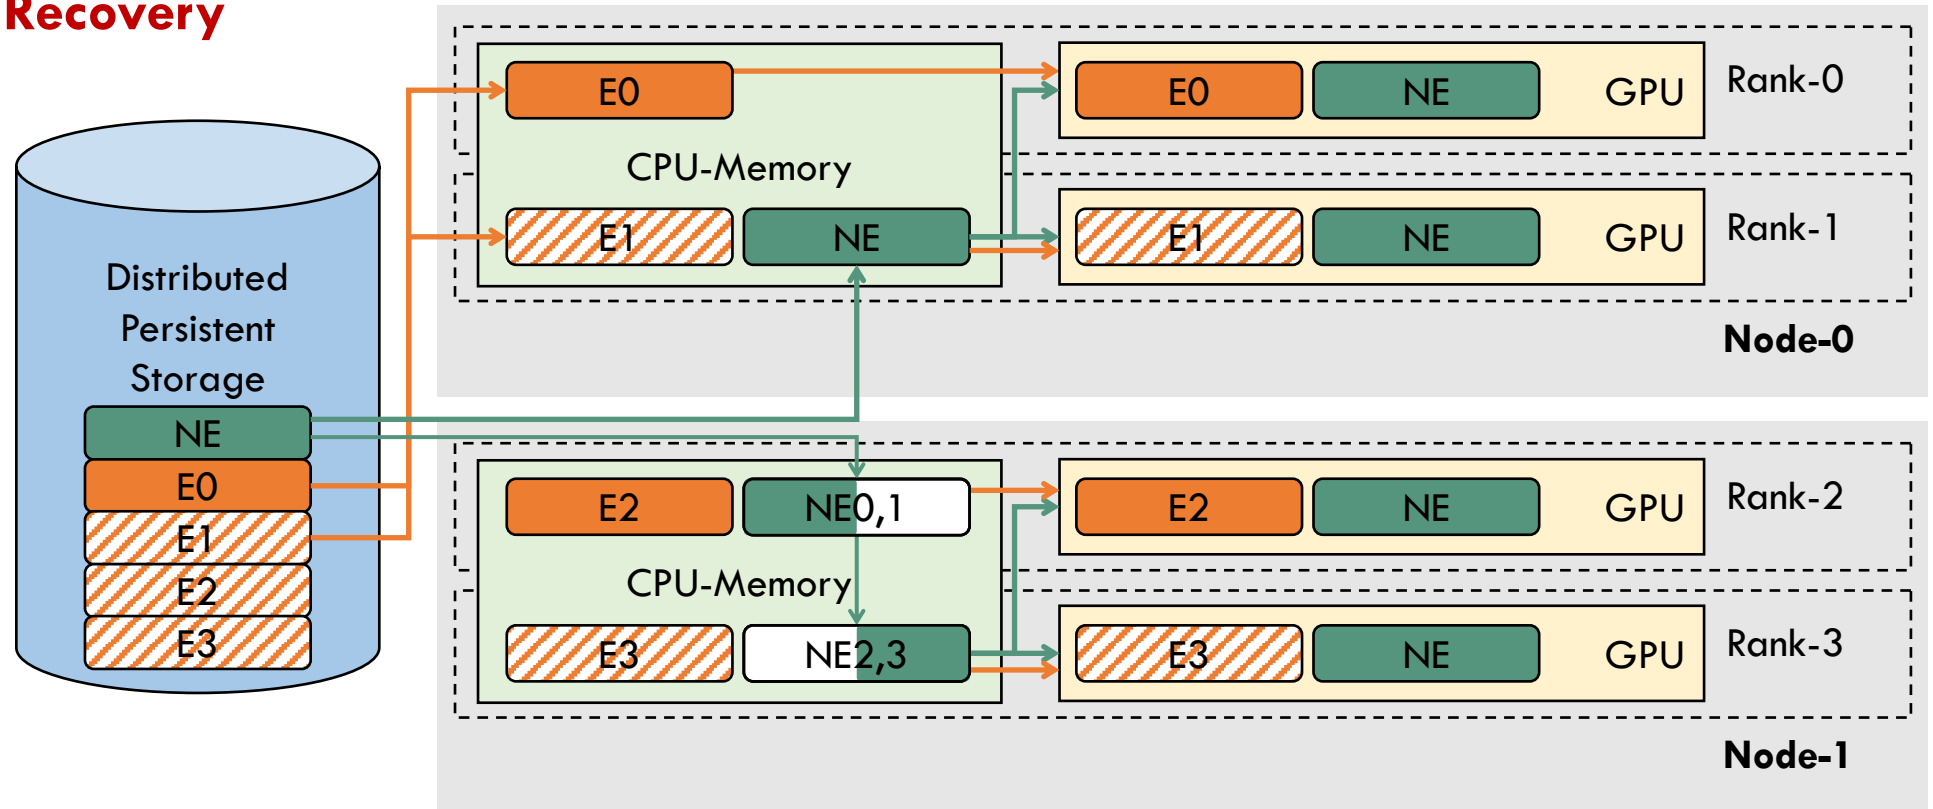 Recovery
Distributed
Persistent
Storage
NE
E0
E1
E2
E3
E0
CPU-Memory
E1
NE
E0
NE
GPU
Rank-0
E1
NE
GPU
Rank-1
Node-0
E2
NE0,1
CPU-Memory
E3
NE2,3
E2
NE
GPU
Rank-2
E3
NE
GPU
Rank-3
Node-1